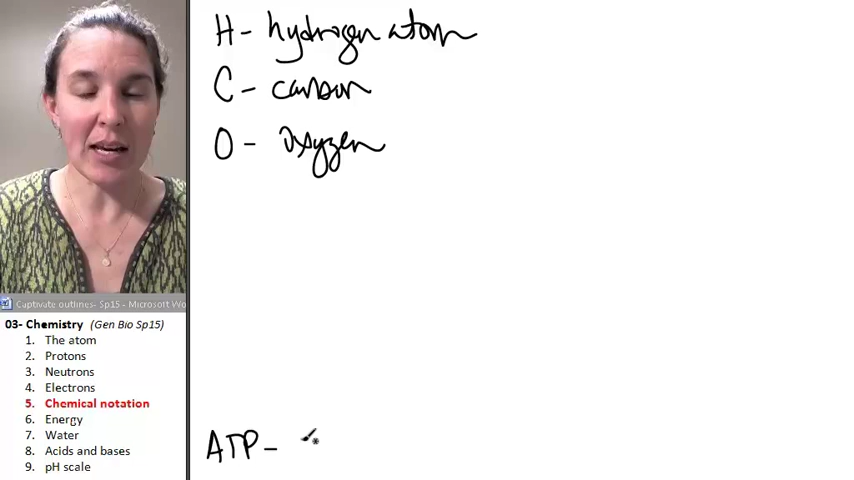 H - hydrogen atom
C - carbon
O - oxygen
Captivate outlines- Sp15 - Microsoft Wo
03- Chemistry (Gen Bio Sp15)
1. The atom
2. Protons
3. Neutrons
4. Electrons
5. Chemical notation
6. Energy
7. Water
8. Acids and bases
9. pH scale
ATP -